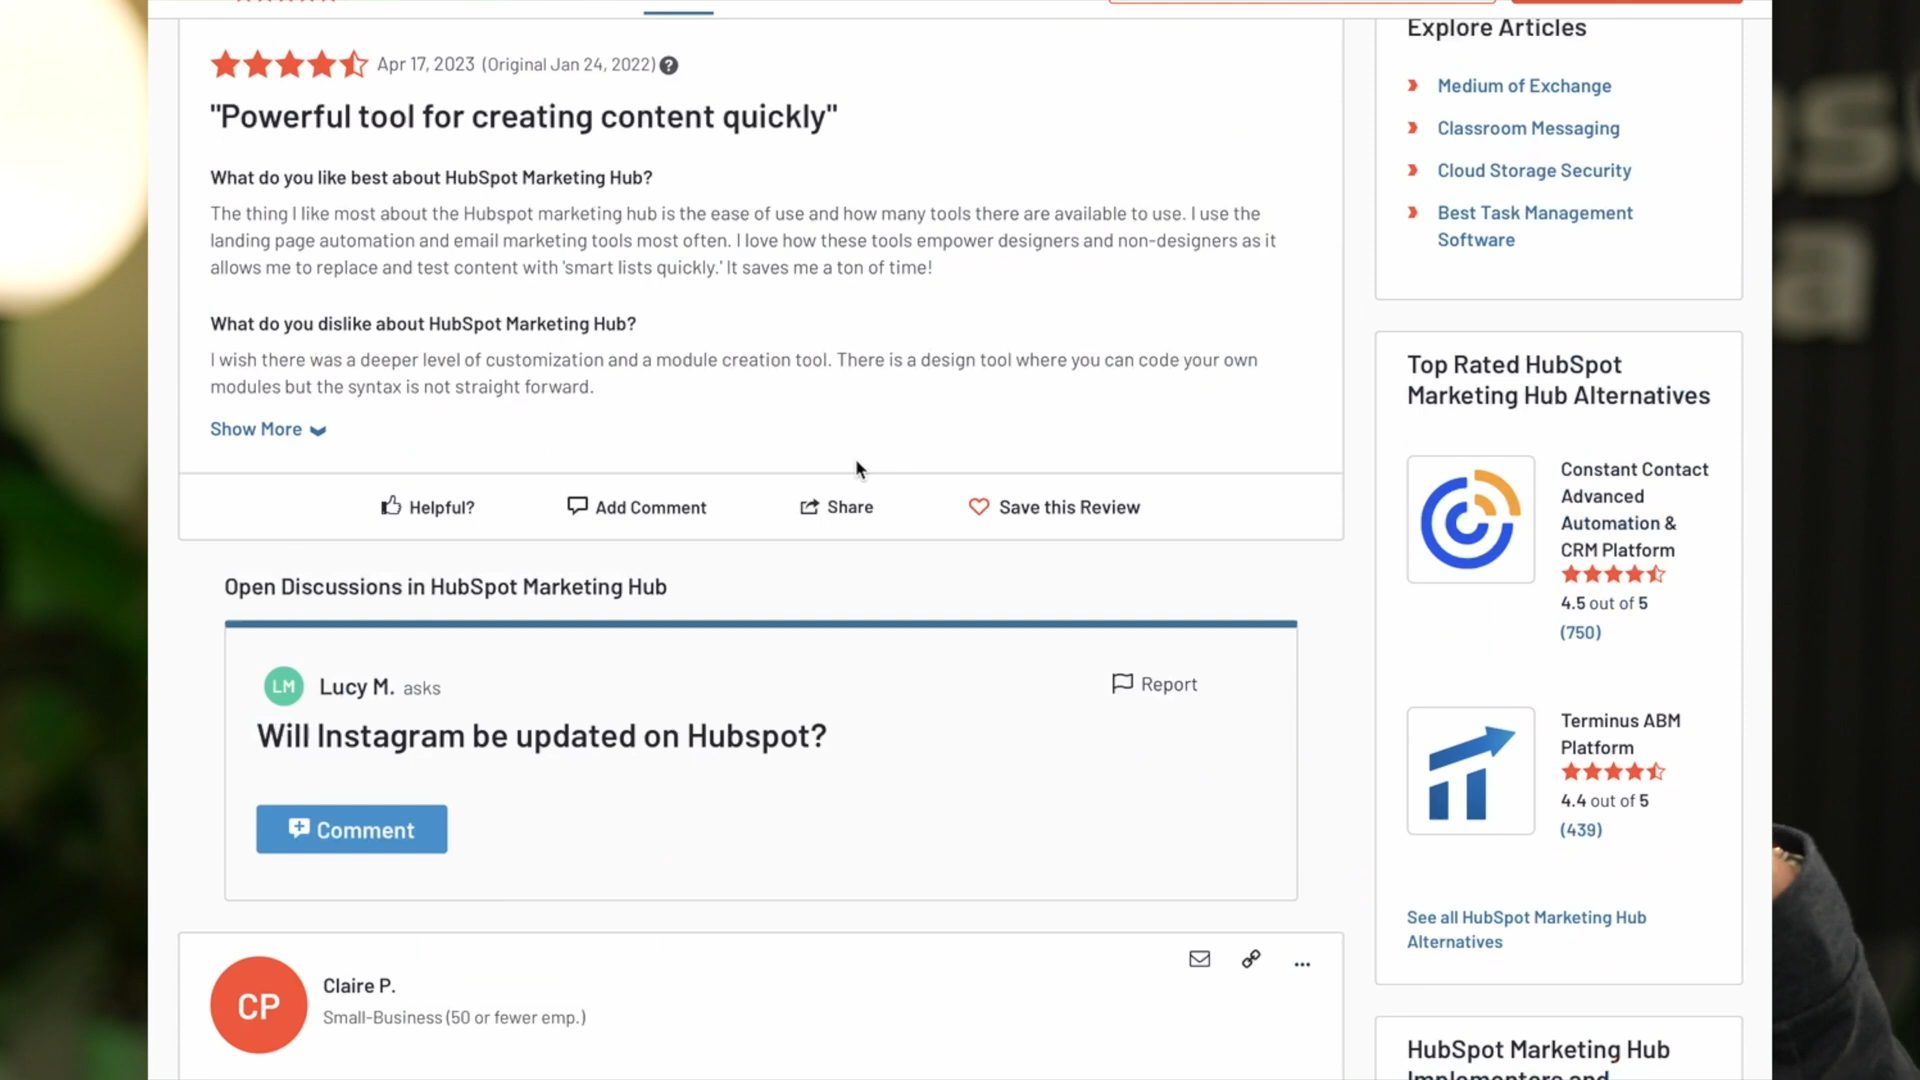 Apr 17, 2023 (Original Jan 24, 2022)
"Powerful tool for creating content quickly"
What do you like best about HubSpot Marketing Hub?
The thing I like most about the Hubspot marketing hub is the ease of use and how many tools there are available to use. I use the
landing page automation and email marketing tools most often. I love how these tools empower designers and non-designers as it
allows me to replace and test content with 'smart lists quickly.' It saves me a ton of time!
What do you dislike about HubSpot Marketing Hub?
I wish there was a deeper level of customization and a module creation tool. There is a design tool where you can code your own
modules but the syntax is not straight forward.
Show More
Helpful?
Add Comment
Share
Save this Review
Open Discussions in HubSpot Marketing Hub
LM
Lucy M. asks
Report
Will Instagram be updated on Hubspot?
Comment
CP
Claire P.
Small-Business (50 or fewer emp.)
...
Explore Articles
Medium of Exchange
Classroom Messaging
Cloud Storage Security
Best Task Management
Software
Top Rated HubSpot
Marketing Hub Alternatives
Constant Contact
Advanced
Automation &
CRM Platform
4.5 out of 5
(750)
Terminus ABM
Platform
4.4 out of 5
(439)
See all HubSpot Marketing Hub
Alternatives
HubSpot Marketing Hub
Implementors and